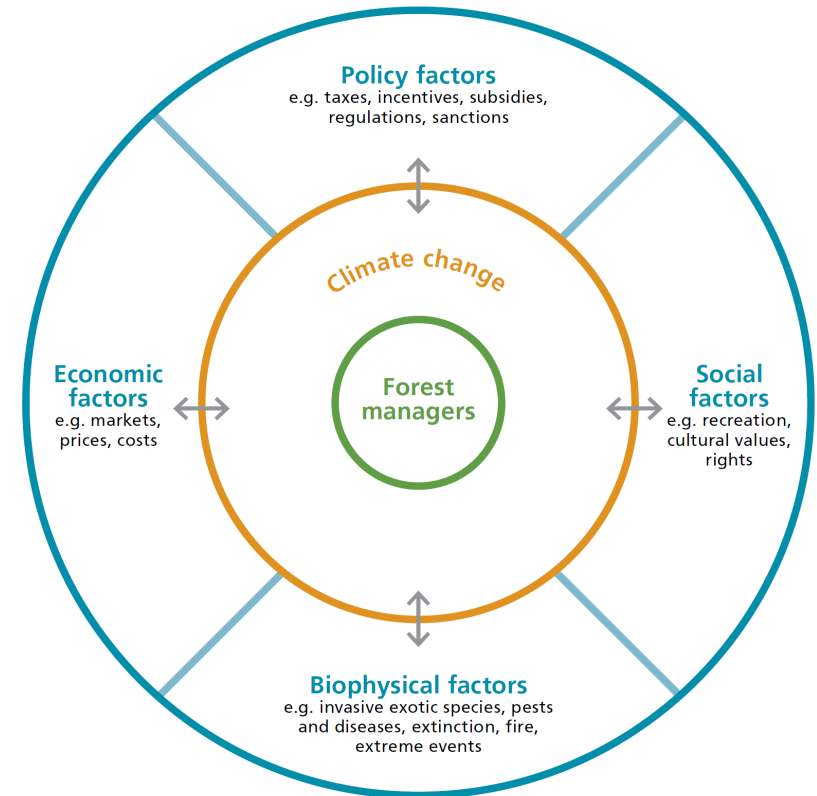 Policy factors
e.g. taxes, incentives, subsidies,
regulations, sanctions
Climate change
Forest
managers
Economic
factors
e.g. markets,
prices, costs
Social
factors
e.g. recreation,
cultural values,
rights
Biophysical factors
e.g. invasive exotic species, pests
and diseases, extinction, fire,
extreme events